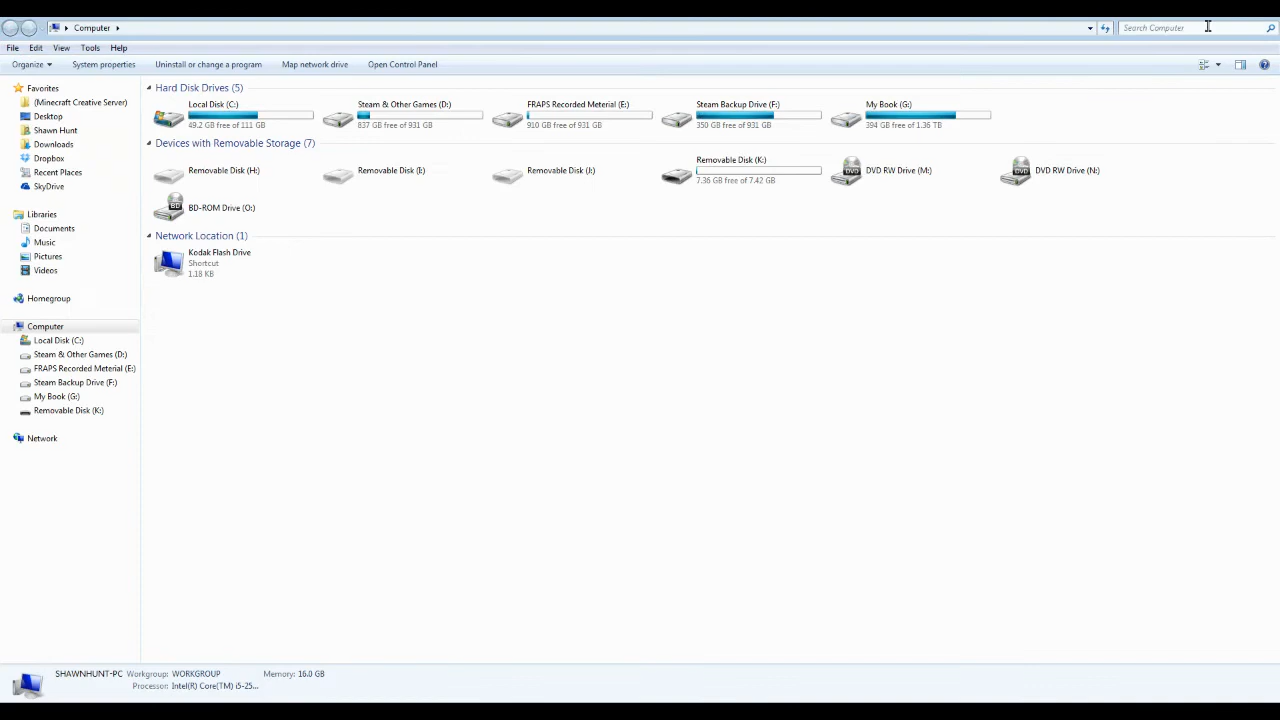 Computer
Search Computer
File Edit View Tools Help
Organize System properties Uninstall or change a program Map network drive Open Control Panel
Favorites
(Minecraft Creative Server)
Desktop
Shawn Hunt
Downloads
Dropbox
Recent Places
SkyDrive
Libraries
Documents
Music
Pictures
Videos
Homegroup
Computer
Local Disk (C:)
Steam & Other Games (D:)
FRAPS Recorded Meterial (E:)
Steam Backup Drive (F:)
My Book (G:)
Removable Disk (K:)
Network
Hard Disk Drives (5)
Local Disk (C:)
49.2 GB free of 111 GB
Steam & Other Games (D:)
837 GB free of 931 GB
FRAPS Recorded Meterial (E:)
910 GB free of 931 GB
Steam Backup Drive (F:)
350 GB free of 931 GB
My Book (G:)
394 GB free of 1.36 TB
Devices with Removable Storage (7)
Removable Disk (H:)
Removable Disk (I:)
Removable Disk (J:)
Removable Disk (K:)
7.36 GB free of 7.42 GB
DVD RW Drive (M:)
DVD RW Drive (N:)
BD-ROM Drive (O:)
Network Location (1)
Kodak Flash Drive
Shortcut
1.18 KB
SHAWNHUNT-PC Workgroup: WORKGROUP Memory: 16.0 GB
Processor: Intel(R) Core(TM) i5-25...